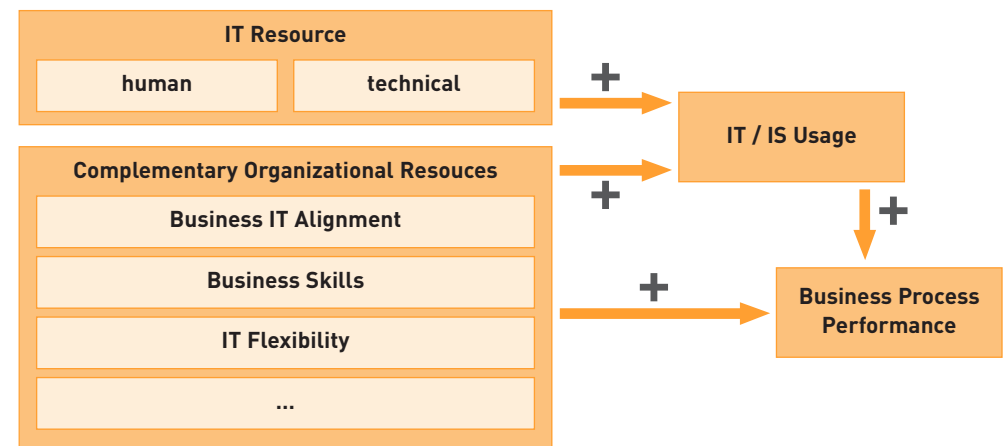 IT Resource
human
technical
+
IT / IS Usage
Complementary Organizational Resouces
+
Business IT Alignment
+
Business Skills
+
Business Process
Performance
IT Flexibility
...